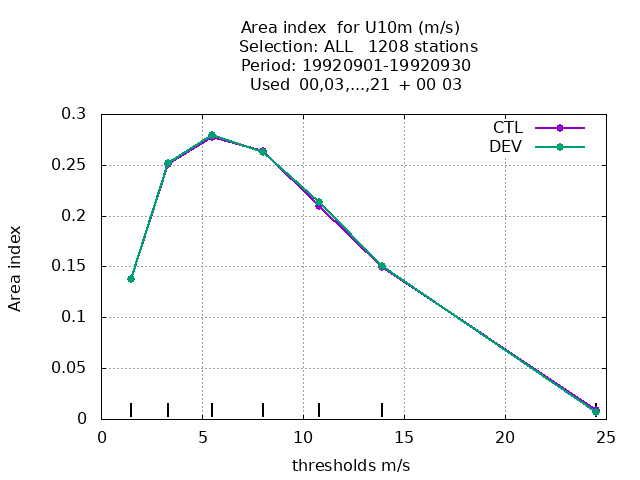 Area index  for U10m (m/s)
Selection: ALL   1208 stations
Period: 19920901-19920930
Used  00,03,...,21  + 00 03
CTL
DEV
0.3
0.25
0.2
0.15
0.1
0.05
0
Area index
0 5 10 15 20 25
thresholds m/s